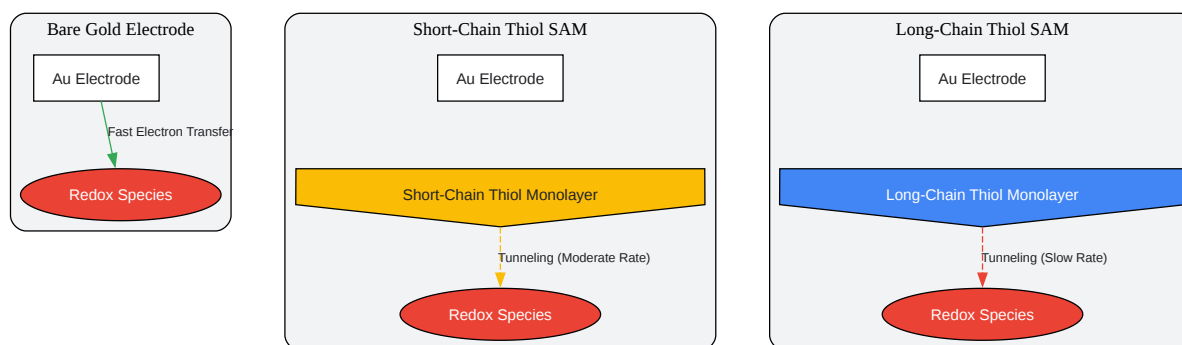 Bare Gold Electrode
Au Electrode
Fast Electron Transfer
Redox Species
Short-Chain Thiol SAM
Au Electrode
Short-Chain Thiol Monolayer
Tunneling (Moderate Rate)
Redox Species
Long-Chain Thiol SAM
Au Electrode
Long-Chain Thiol Monolayer
Tunneling (Slow Rate)
Redox Species